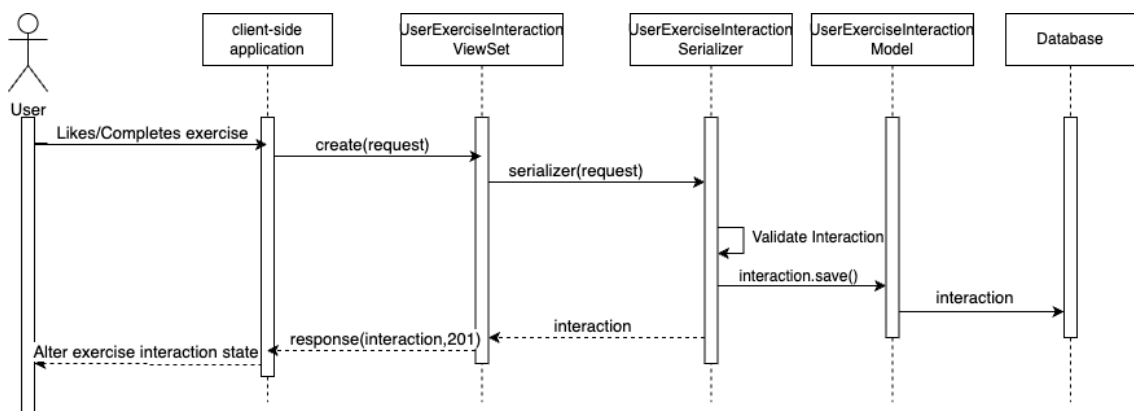 client-side
application
UserExerciseInteraction
ViewSet
UserExerciseInteraction
Serializer
UserExerciseInteraction
Model
Database
User
Likes/Completes exercise
create(request)
serializer(request)
Validate Interaction
interaction.save()
interaction
interaction
response(interaction,201)
Alter exercise interaction state